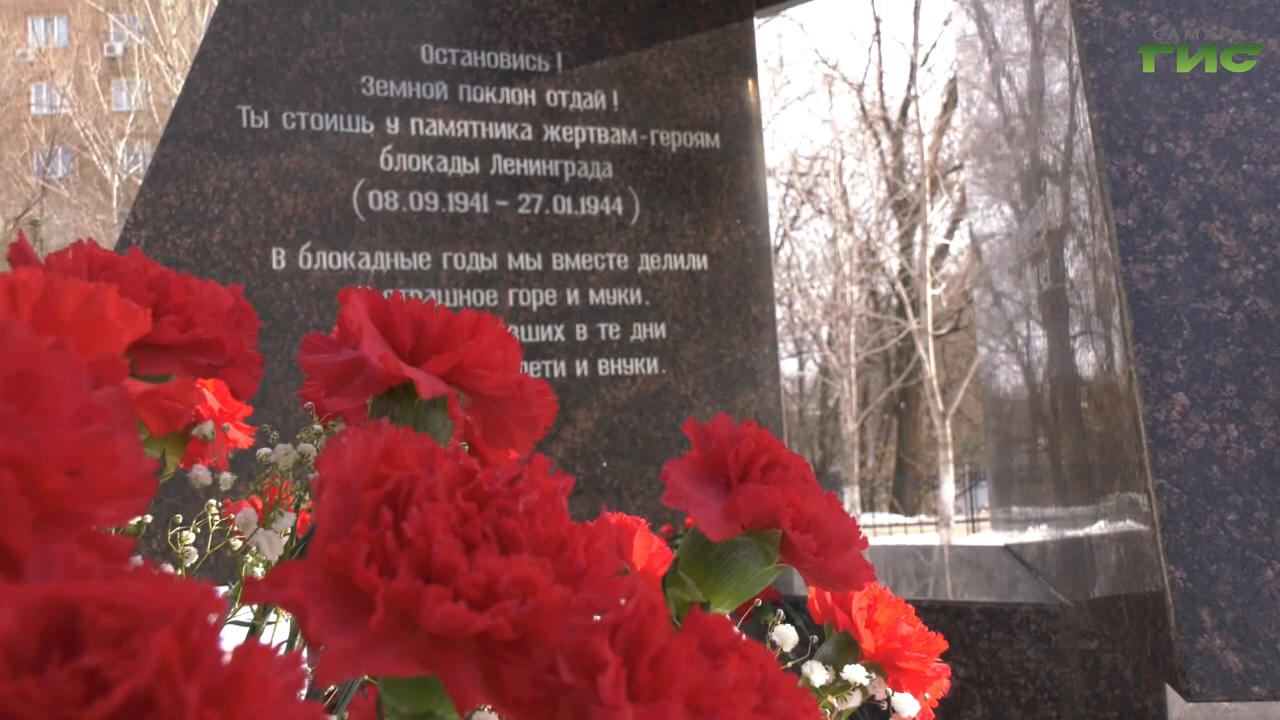 Остановись!
Земной поклон отдай!
Ты стоишь у памятника жертвам-героям
блокады Ленинграда
(08.09.1941 - 27.01.1944)
В блокадные годы мы вместе делили
страшное горе и муки.
в те дни
дети и внуки.
САМАРА
ГИС